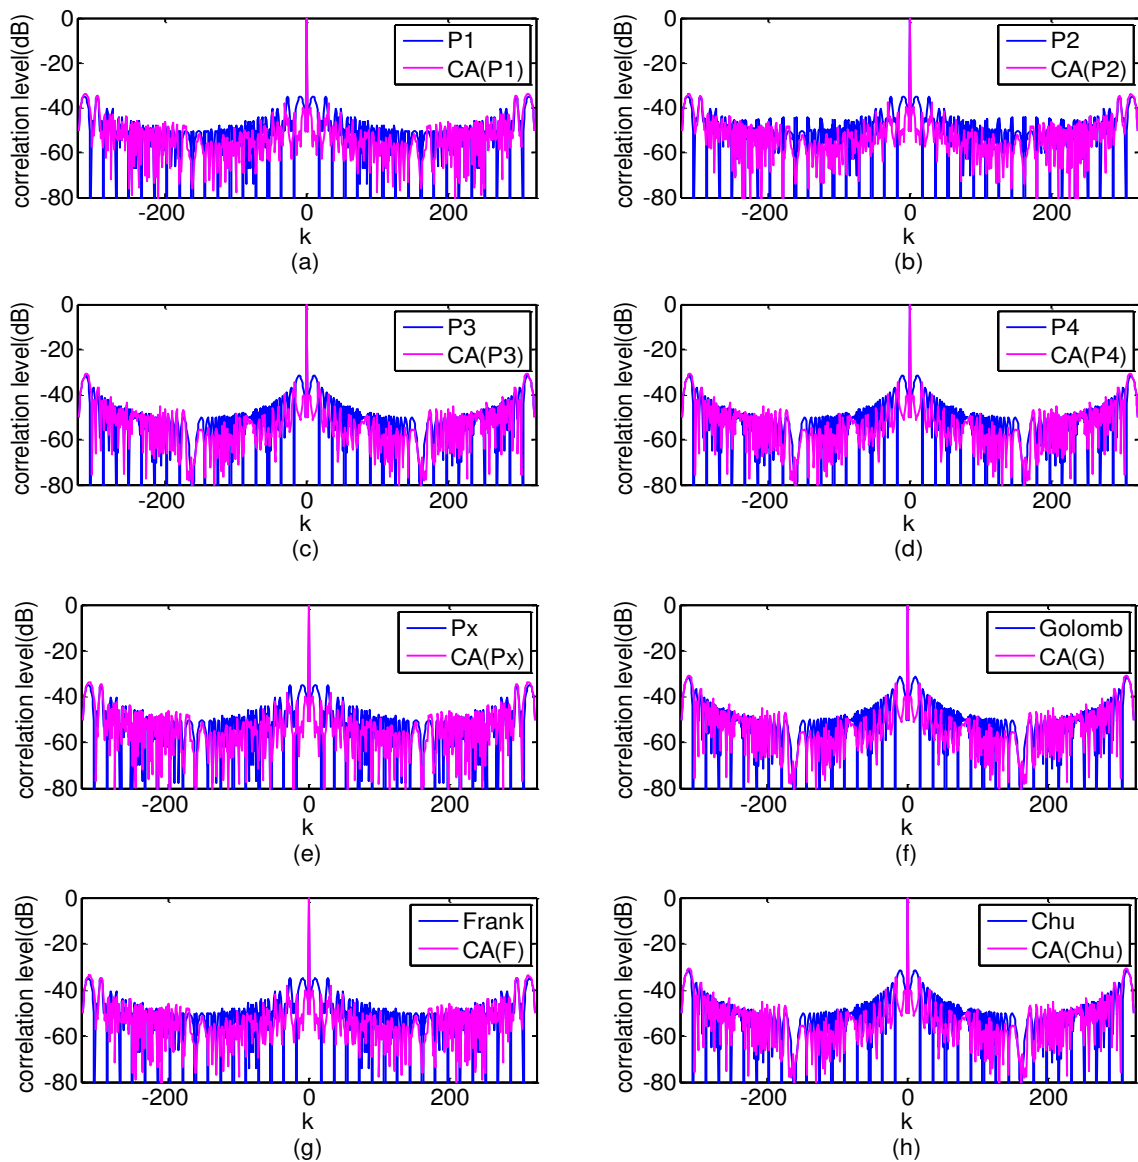 0
-20
-40
-60
-80
correlation level(dB)
P1
CA(P1)
-200
0
200
k
(a)
0
-20
-40
-60
-80
correlation level(dB)
P2
CA(P2)
-200
0
200
k
(b)
0
-20
-40
-60
-80
correlation level(dB)
P3
CA(P3)
-200
0
200
k
(c)
0
-20
-40
-60
-80
correlation level(dB)
P4
CA(P4)
-200
0
200
k
(d)
0
-20
-40
-60
-80
correlation level(dB)
Px
CA(Px)
-200
0
200
k
(e)
0
-20
-40
-60
-80
correlation level(dB)
Golomb
CA(G)
-200
0
200
k
(f)
0
-20
-40
-60
-80
correlation level(dB)
Frank
CA(F)
-200
0
200
k
(g)
0
-20
-40
-60
-80
correlation level(dB)
Chu
CA(Chu)
-200
0
200
k
(h)